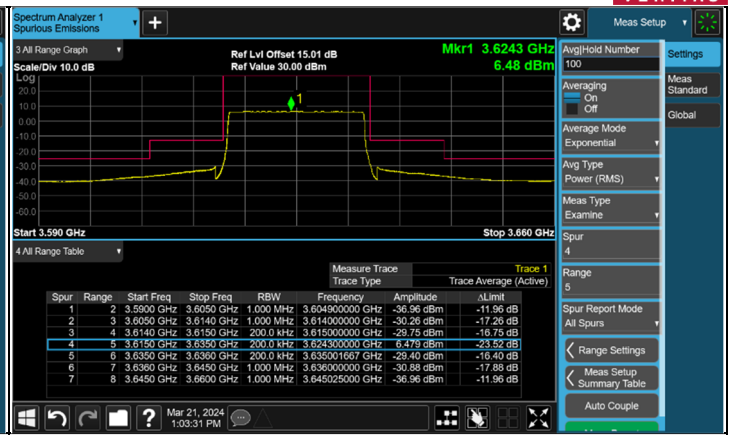 Spectrum Analyzer 1
Spurious Emissions
Meas Setup
3 All Range Graph
Scale/Div 10.0 dB
Ref Lvl Offset 15.01 dB
Ref Value 30.00 dBm
Mkr1 3.6243 GHz
6.48 dBm
Log
20.0
10.0
0.00
-10.0
-20.0
-30.0
-40.0
-50.0
-60.0
1
Start 3.590 GHz
Stop 3.660 GHz
4 All Range Table
Measure Trace Trace 1
Trace Type Trace Average (Active)
Spur Range Start Freq Stop Freq RBW Frequency Amplitude ΔLimit
1 2 3.5900 GHz 3.6050 GHz 1.000 MHz 3.604900000 GHz -36.96 dBm -11.96 dB
2 3 3.6050 GHz 3.6140 GHz 1.000 MHz 3.614000000 GHz -30.26 dBm -17.26 dB
3 4 3.6140 GHz 3.6150 GHz 200.0 kHz 3.615000000 GHz -29.75 dBm -16.75 dB
4 5 3.6150 GHz 3.6350 GHz 200.0 kHz 3.624300000 GHz 6.479 dBm -23.52 dB
5 6 3.6350 GHz 3.6360 GHz 200.0 kHz 3.635001667 GHz -29.40 dBm -16.40 dB
6 7 3.6360 GHz 3.6450 GHz 1.000 MHz 3.636000000 GHz -30.88 dBm -17.88 dB
7 8 3.6450 GHz 3.6600 GHz 1.000 MHz 3.645025000 GHz -36.96 dBm -11.96 dB
Mar 21, 2024
1:03:31 PM
Avg|Hold Number
100
Averaging
On
Off
Average Mode
Exponential
Avg Type
Power (RMS)
Meas Type
Examine
Spur
4
Range
5
Spur Report Mode
All Spurs
Range Settings
Meas Setup
Summary Table
Auto Couple
Settings
Meas
Standard
Global